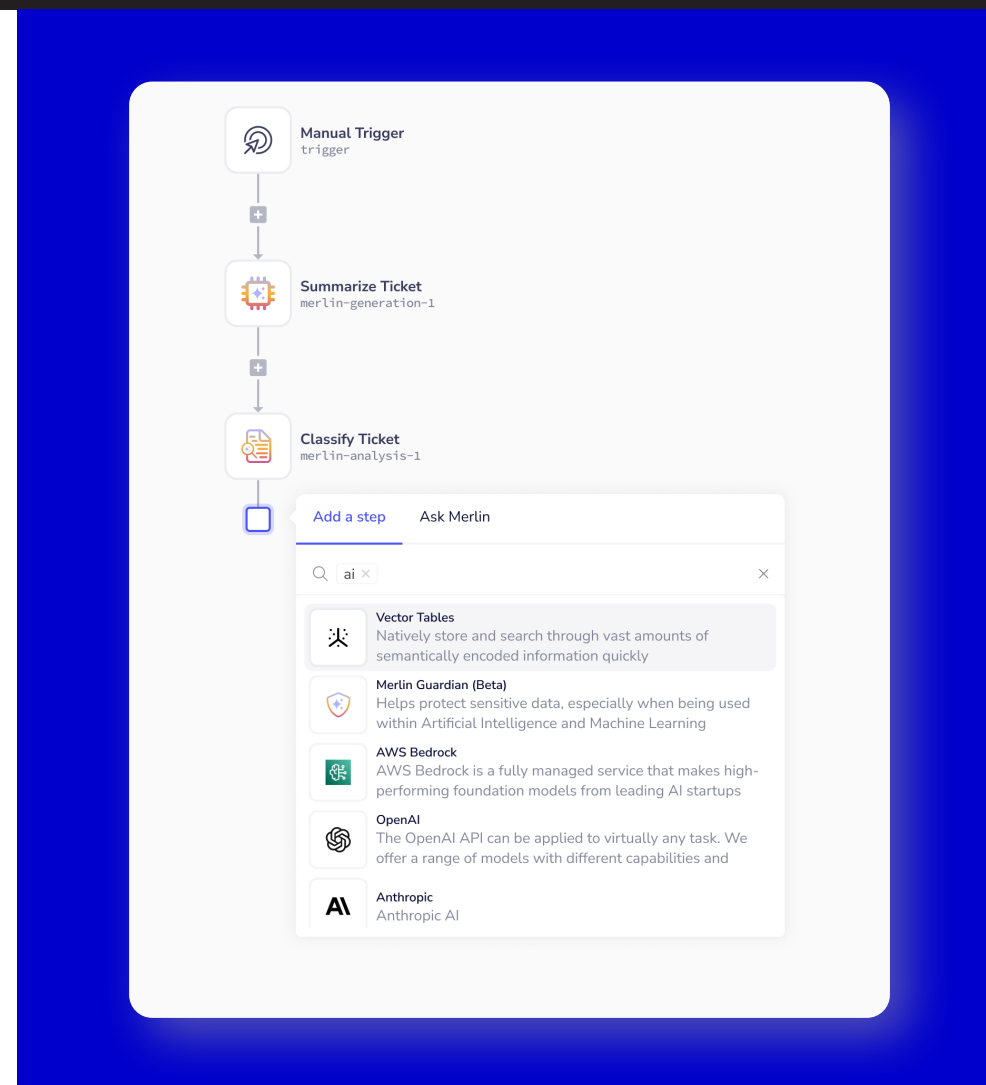 Manual Trigger
trigger
Summarize Ticket
merlin-generation-1
Classify Ticket
merlin-analysis-1
Add a step
Ask Merlin
ai
Vector Tables
Natively store and search through vast amounts of
semantically encoded information quickly
Merlin Guardian (Beta)
Helps protect sensitive data, especially when being used
within Artificial Intelligence and Machine Learning
AWS Bedrock
AWS Bedrock is a fully managed service that makes high-
performing foundation models from leading AI startups
OpenAI
The OpenAI API can be applied to virtually any task. We
offer a range of models with different capabilities and
Anthropic
Anthropic AI